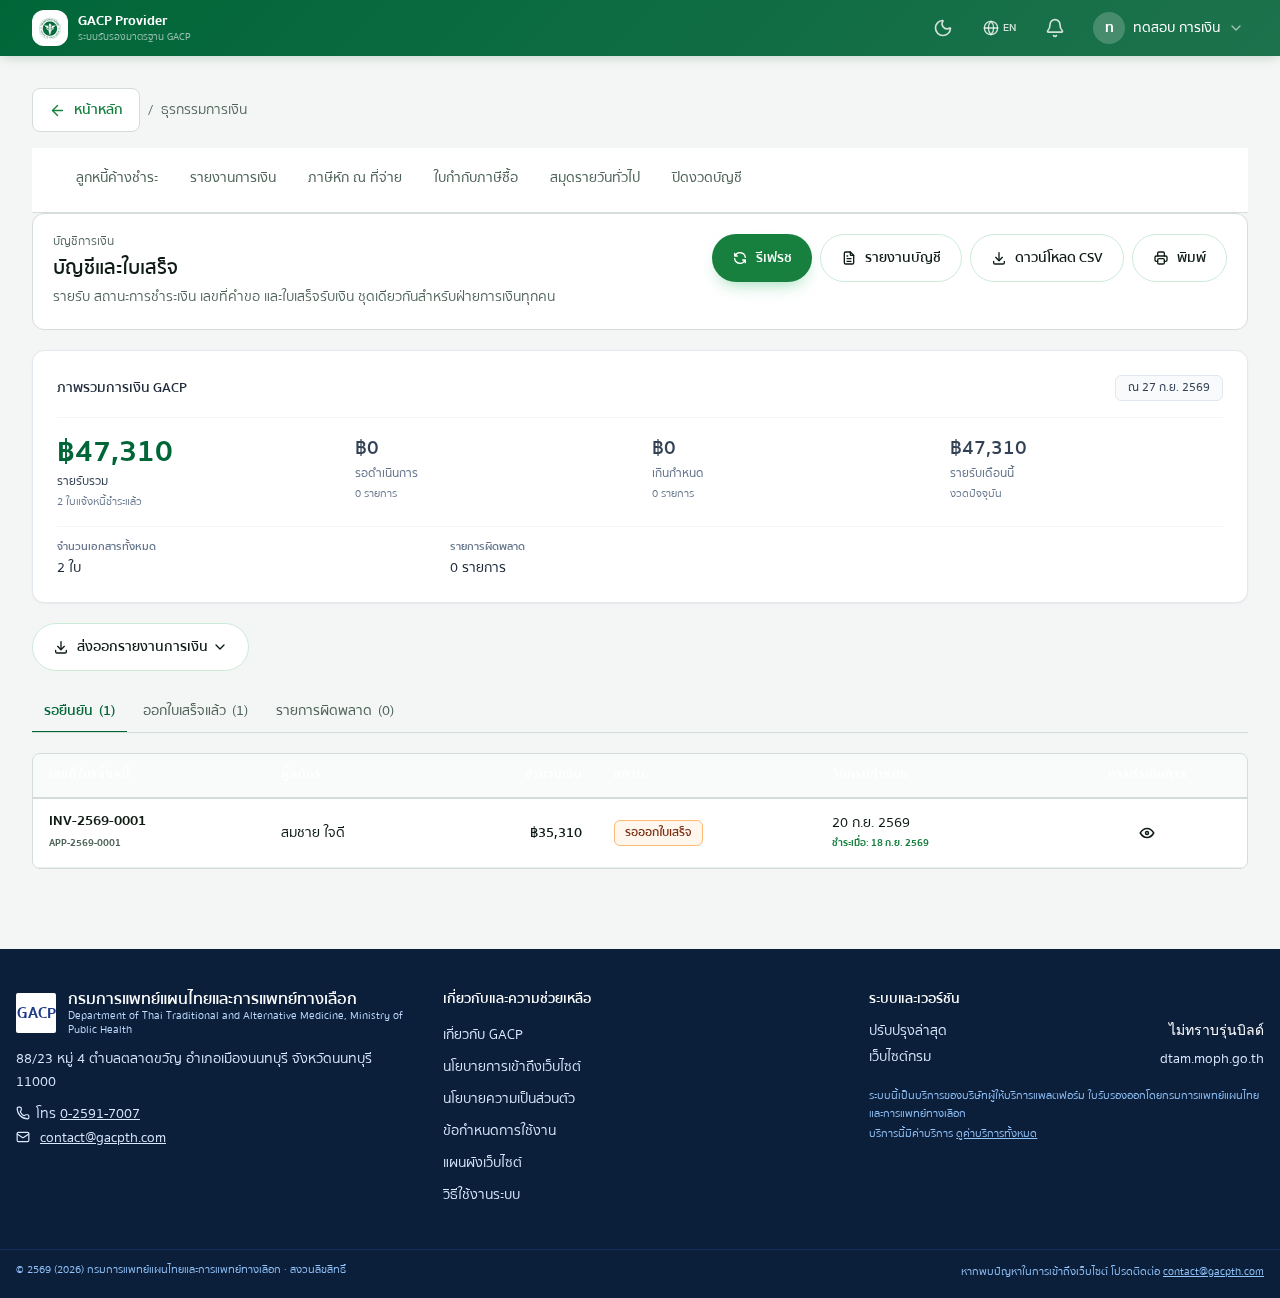 GACP Provider
ระบบรับรองมาตรฐาน GACP
EN
ท
ทดสอบ การเงิน
หน้าหลัก / ธุรกรรมการเงิน
ลูกหนี้ค้างชำระ รายงานการเงิน ภาษีหัก ณ ที่จ่าย ใบกำกับภาษีซื้อ สมุดรายวันทั่วไป ปิดงวดบัญชี
บัญชีการเงิน
บัญชีและใบเสร็จ
รายรับ สถานะการชำระเงิน เลขที่คำขอ และใบเสร็จรับเงิน ชุดเดียวกันสำหรับฝ่ายการเงินทุกคน
รีเฟรช รายงานบัญชี ดาวน์โหลด CSV พิมพ์
ภาพรวมการเงิน GACP
ณ 27 ก.ย. 2569
฿47,310 ฿0 ฿0 ฿47,310
รายรับรวม รอดำเนินการ เกินกำหนด รายรับเดือนนี้
2 ใบแจ้งหนี้ชำระแล้ว 0 รายการ 0 รายการ งวดปัจจุบัน
จำนวนเอกสารทั้งหมด รายการผิดพลาด
2 ใบ 0 รายการ
ส่งออกรายงานการเงิน
รอยืนยัน (1) ออกใบเสร็จแล้ว (1) รายการผิดพลาด (0)
INV-2569-0001 สมชาย ใจดี ฿35,310 รอออกใบเสร็จ 20 ก.ย. 2569
APP-2569-0001 ชำระเมื่อ: 18 ก.ย. 2569
GACP
กรมการแพทย์แผนไทยและการแพทย์ทางเลือก
Department of Thai Traditional and Alternative Medicine, Ministry of
Public Health
88/23 หมู่ 4 ตำบลตลาดขวัญ อำเภอเมืองนนทบุรี จังหวัดนนทบุรี
11000
โทร 0-2591-7007
contact@gacpth.com
เกี่ยวกับและความช่วยเหลือ
เกี่ยวกับ GACP
นโยบายการเข้าถึงเว็บไซต์
นโยบายความเป็นส่วนตัว
ข้อกำหนดการใช้งาน
แผนผังเว็บไซต์
วิธีใช้งานระบบ
ระบบและเวอร์ชัน
ปรับปรุงล่าสุด ไม่ทราบรุ่นบิลด์
เว็บไซต์กรม dtam.moph.go.th
ระบบนี้เป็นบริการของบริษัทผู้ให้บริการแพลตฟอร์ม ใบรับรองออกโดยกรมการแพทย์แผนไทย
และการแพทย์ทางเลือก
บริการนี้มีค่าบริการ ดูค่าบริการทั้งหมด
© 2569 (2026) กรมการแพทย์แผนไทยและการแพทย์ทางเลือก · สงวนลิขสิทธิ์
หากพบปัญหาในการเข้าถึงเว็บไซต์ โปรดติดต่อ contact@gacpth.com